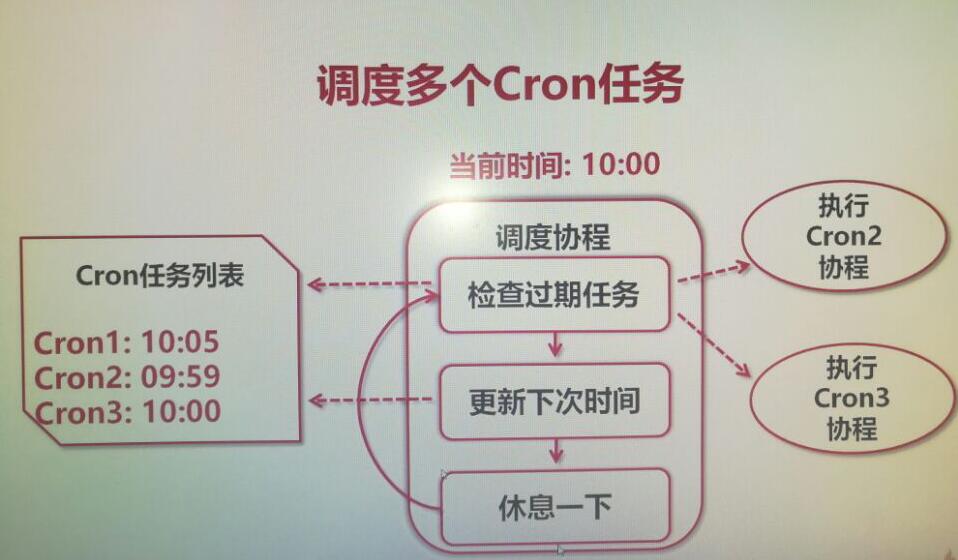 调度多个Cron任务
当前时间: 10:00
Cron任务列表
Cron1: 10:05
Cron2: 09:59
Cron3: 10:00
调度协程
检查过期任务
更新下次时间
休息一下
执行
Cron2
协程
执行
Cron3
协程